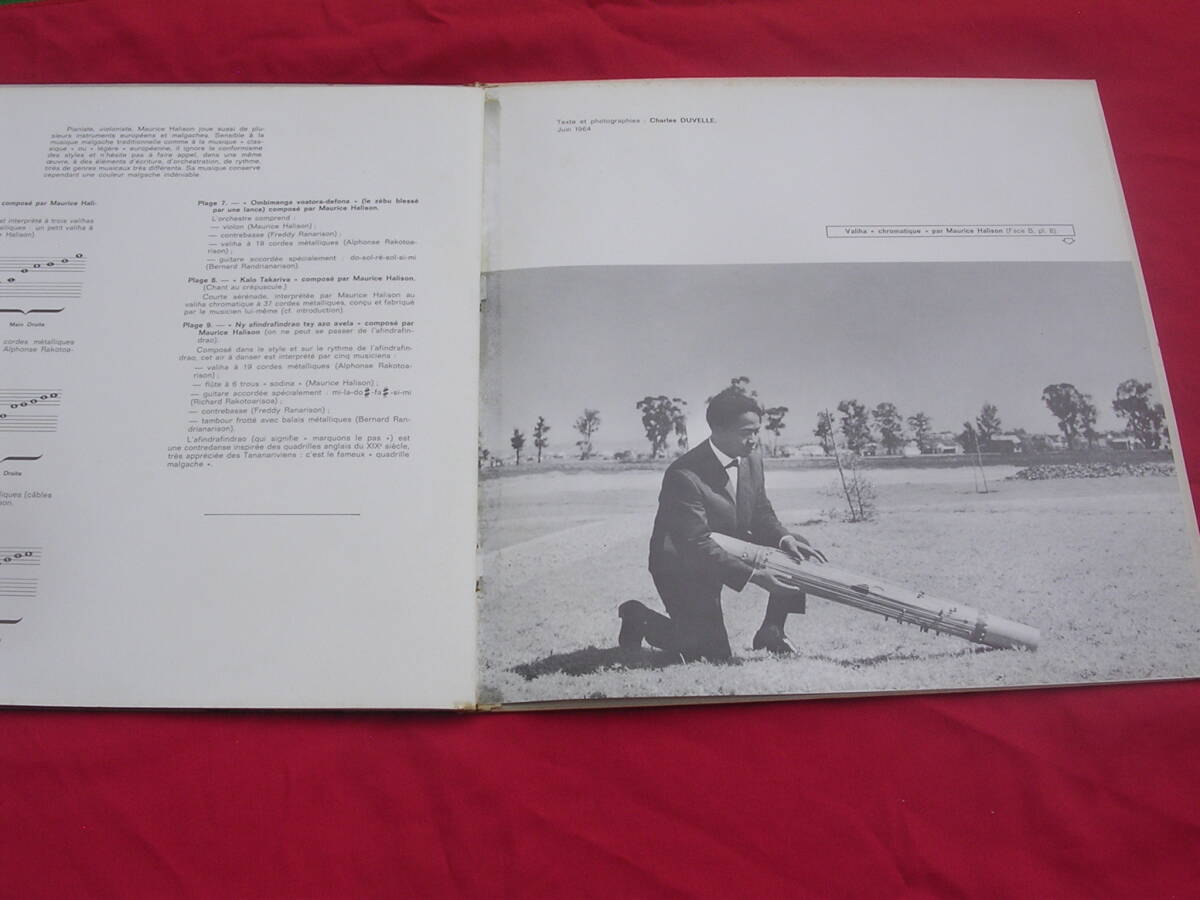 Pianiste, violoniste, Maurice Halison joue aussi de plu-
sieurs instruments européens et malgaches. Sensible à la
musique malgache traditionnelle comme à la musique « clas-
sique » ou « légère » européenne, il ignore le conformisme
des styles et n'hésite pas à faire appel, dans une même
œuvre, à des éléments d'écriture, d'orchestration, de rythme,
tirés de genres musicaux très différents. Sa musique conserve
cependant une couleur malgache indéniable.
composé par Maurice Hali-
est interprété à trois valihas
lliques : un petit valiha à
Halison).
Main Droite
cordes métalliques
Alphonse Rakotoa-
Droite
lliques (câbles
son.
Plage 7. — « Ombimanga voatora-defona » (le zébu blessé
par une lance) composé par Maurice Halison.
L'orchestre comprend :
— violon (Maurice Halison) ;
— contrebasse (Freddy Ranarison) ;
— valiha à 19 cordes métalliques (Alphonse Rakotoa-
rison) ;
— guitare accordée spécialement : do-sol-ré-sol-si-mi
(Bernard Randrianarison).
Plage 8. — « Kalo Takariva » composé par Maurice Halison.
(Chant au crépuscule.)
Courte sérénade, interprétée par Maurice Halison au
valiha chromatique à 37 cordes métalliques, conçu et fabriqué
par le musicien lui-même (cf. introduction).
Plage 9. — « Ny afindrafindrao tsy azo avela » composé par
Maurice Halison (on ne peut se passer de l'afindrafin-
drao).
Composé dans le style et sur le rythme de l'afindrafin-
drao, cet air à danser est interprété par cinq musiciens :
— valiha à 19 cordes métalliques (Alphonse Rakotoa-
rison) ;
— flûte à 6 trous « sodina » (Maurice Halison) ;
— guitare accordée spécialement : mi-la-do#-fa#-si-mi
(Richard Rakotoarisoa) ;
— contrebasse (Freddy Ranarison) ;
— tambour frotté avec balais métalliques (Bernard Ran-
drianarison).
L'afindrafindrao (qui signifie « marquons le pas ») est
une contredanse inspirée des quadrilles anglais du XIXe siècle,
très appréciée des Tananariviens : c'est le fameux « quadrille
malgache ».
Texte et photographies : Charles DUVELLE.
Juin 1964
Valiha « chromatique » par Maurice Halison (Face B, pl. 8)